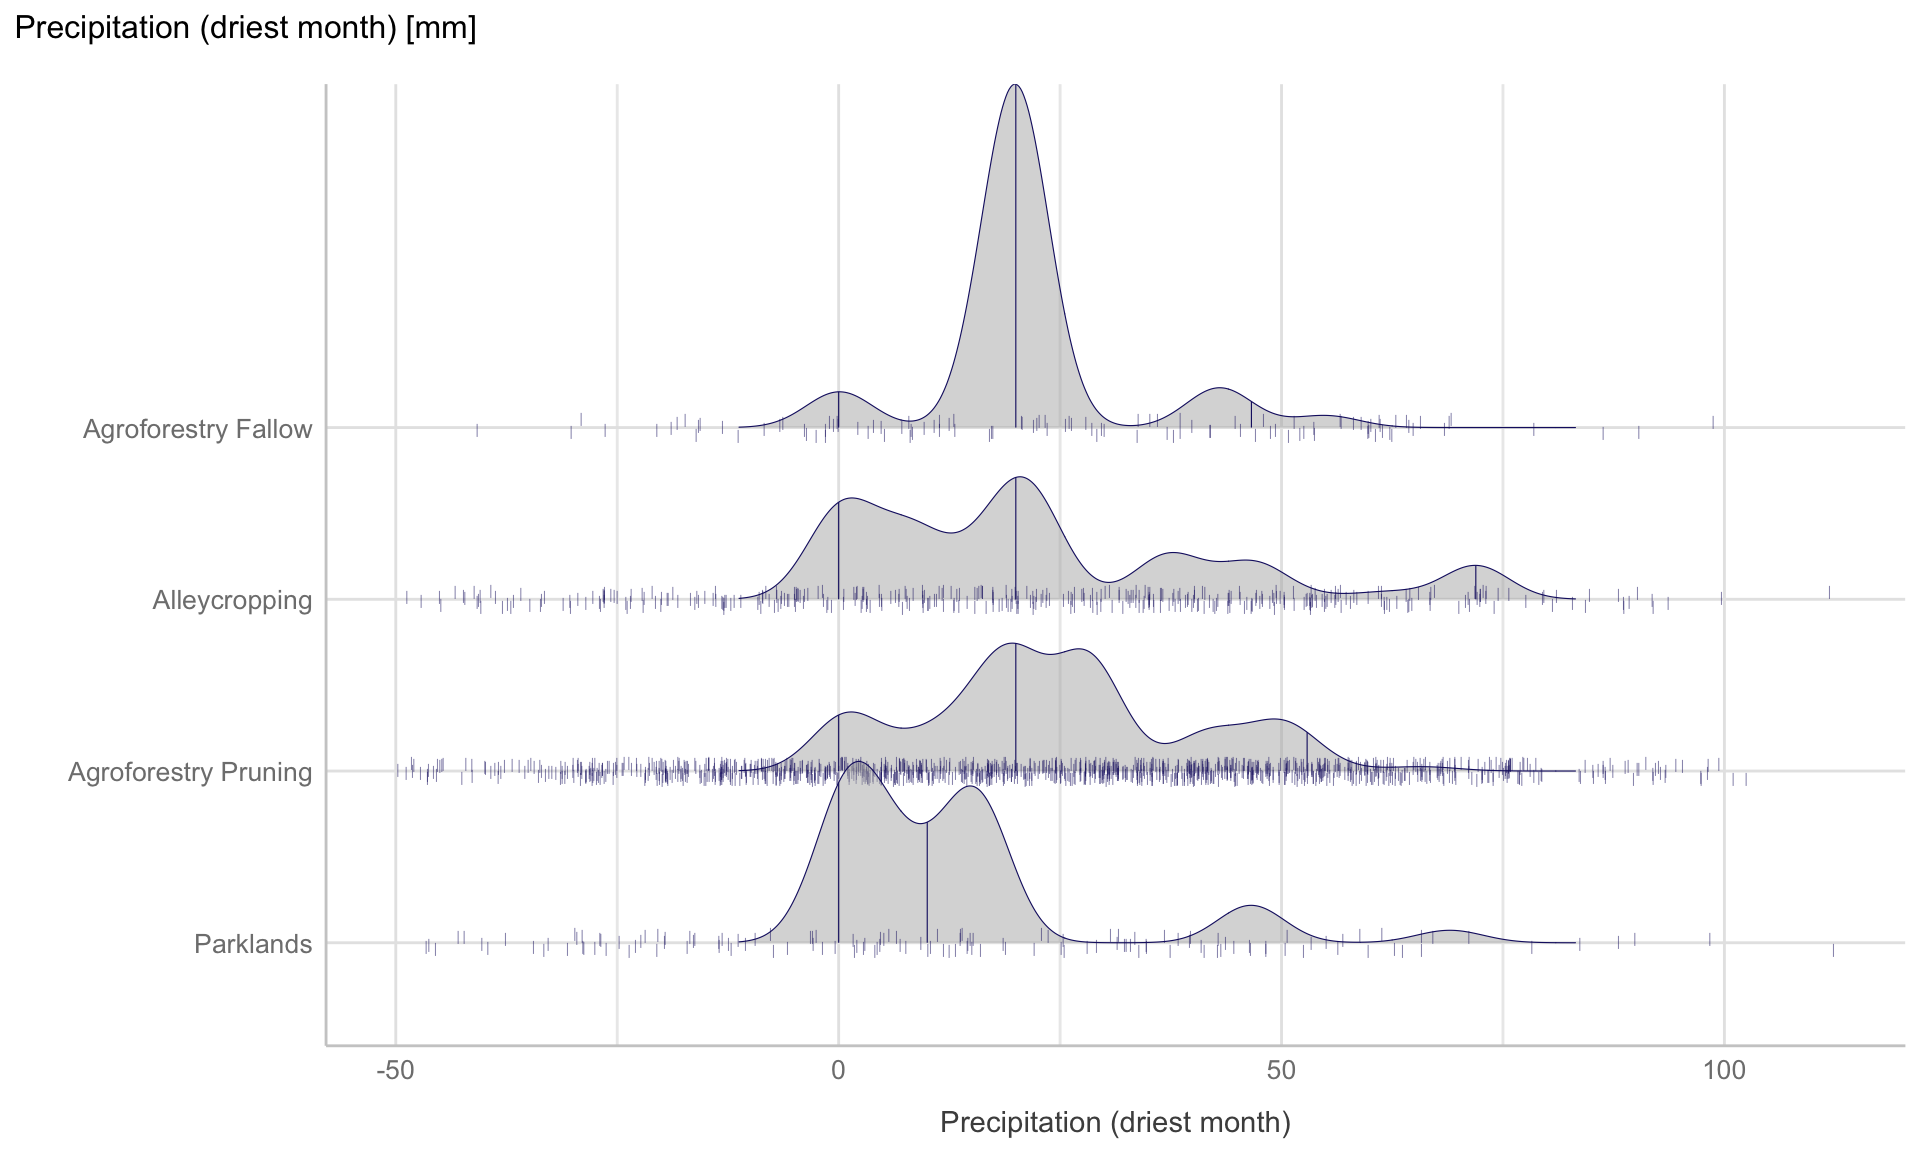 Precipitation (driest month) [mm]
Agroforestry Fallow
Alleycropping
Agroforestry Pruning
Parklands
-50 0 50 100
Precipitation (driest month)